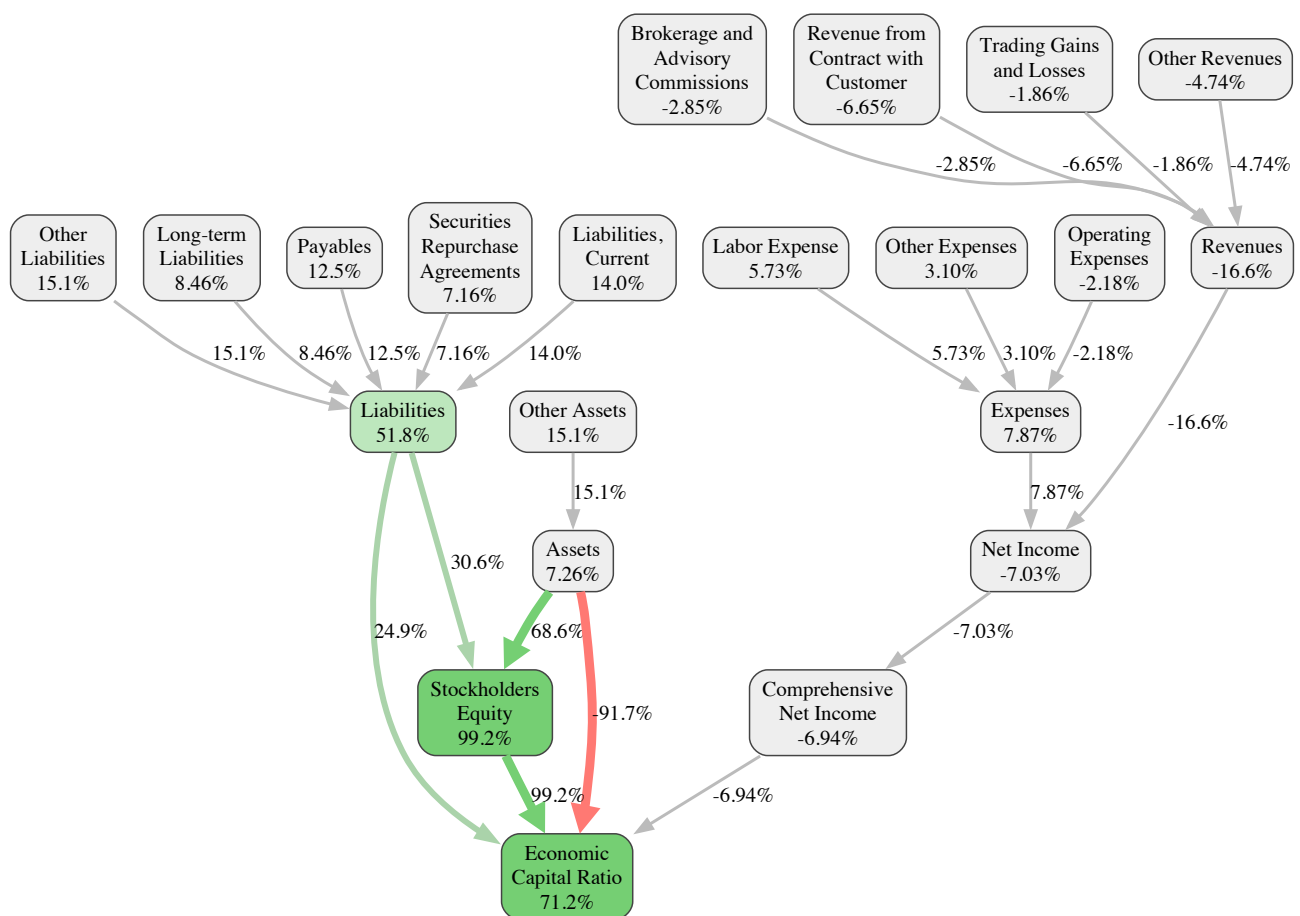 Brokerage and
Advisory
Commissions
-2.85%
Revenue from
Contract with
Customer
-6.65%
Trading Gains
and Losses
-1.86%
Other Revenues
-4.74%
-2.85%
-6.65%
-1.86%
-4.74%
Other
Liabilities
15.1%
Long-term
Liabilities
8.46%
Payables
12.5%
Securities
Repurchase
Agreements
7.16%
Liabilities,
Current
14.0%
Labor Expense
5.73%
Other Expenses
3.10%
Operating
Expenses
-2.18%
Revenues
-16.6%
15.1%
8.46%
12.5%
7.16%
14.0%
5.73%
3.10%
-2.18%
-16.6%
Liabilities
51.8%
Other Assets
15.1%
Expenses
7.87%
15.1%
7.87%
Assets
7.26%
Net Income
-7.03%
30.6%
24.9%
68.6%
-7.03%
Stockholders
Equity
99.2%
-91.7%
Comprehensive
Net Income
-6.94%
99.2%
-6.94%
Economic
Capital Ratio
71.2%